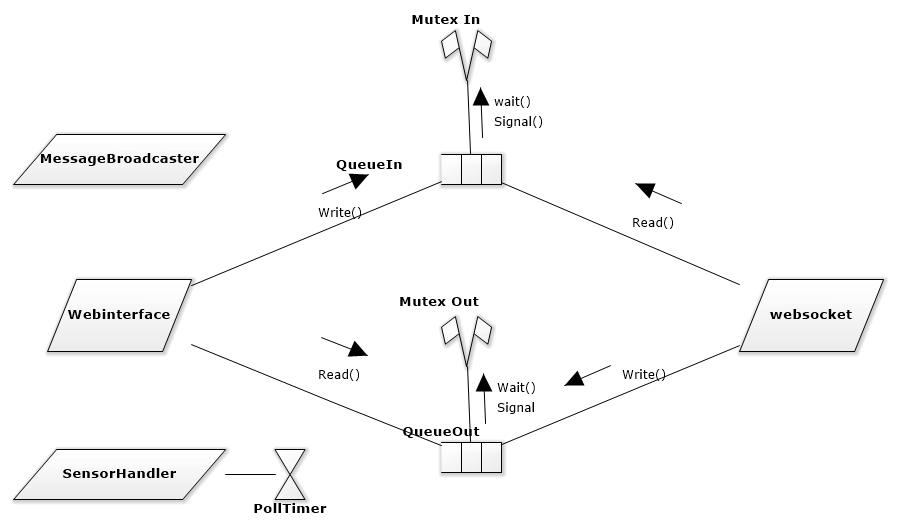 Mutex In
wait()
Signal()
MessageBroadcaster
QueueIn
Write()
Read()
Webinterface
Mutex Out
websocket
Read()
Wait()
Write()
Signal
QueueOut
SensorHandler
PollTimer